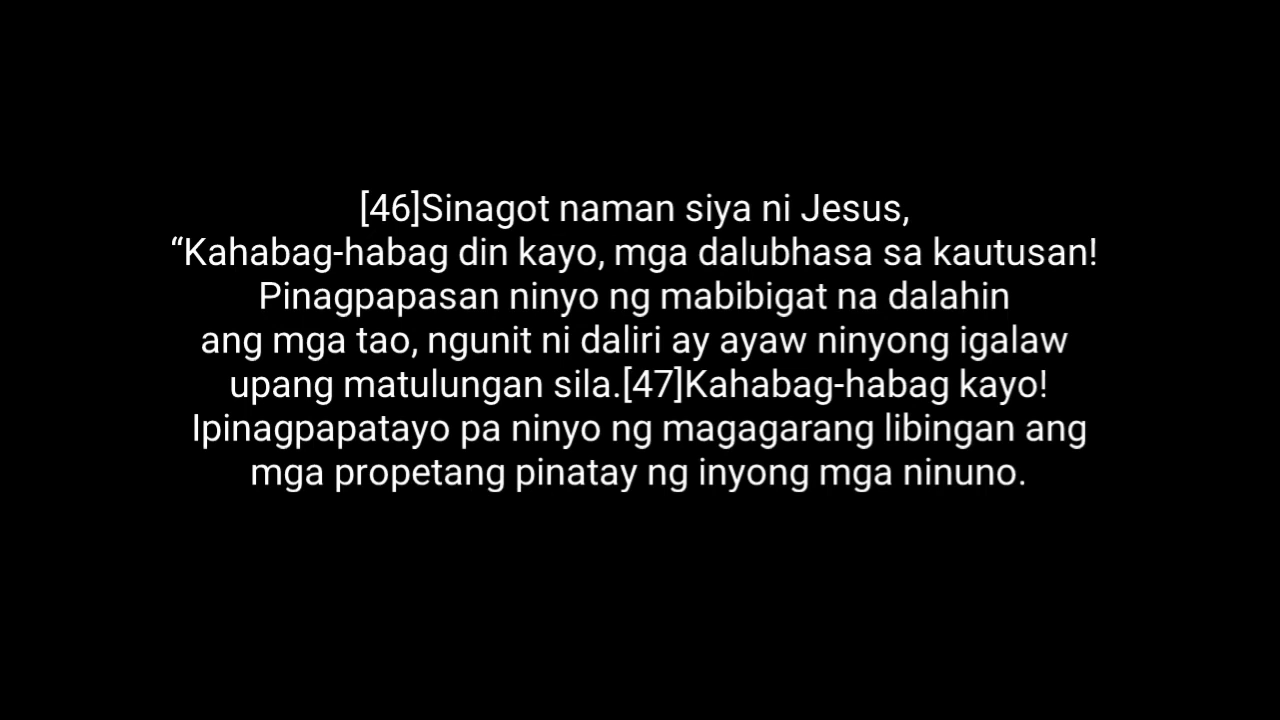 [46]Sinagot naman siya ni Jesus,
“Kahabag-habag din kayo, mga dalubhasa sa kautusan!
Pinagpapasan ninyo ng mabibigat na dalahin
ang mga tao, ngunit ni daliri ay ayaw ninyong igalaw
upang matulungan sila.[47]Kahabag-habag kayo!
Ipinagpapatayo pa ninyo ng magagarang libingan ang
mga propetang pinatay ng inyong mga ninuno.